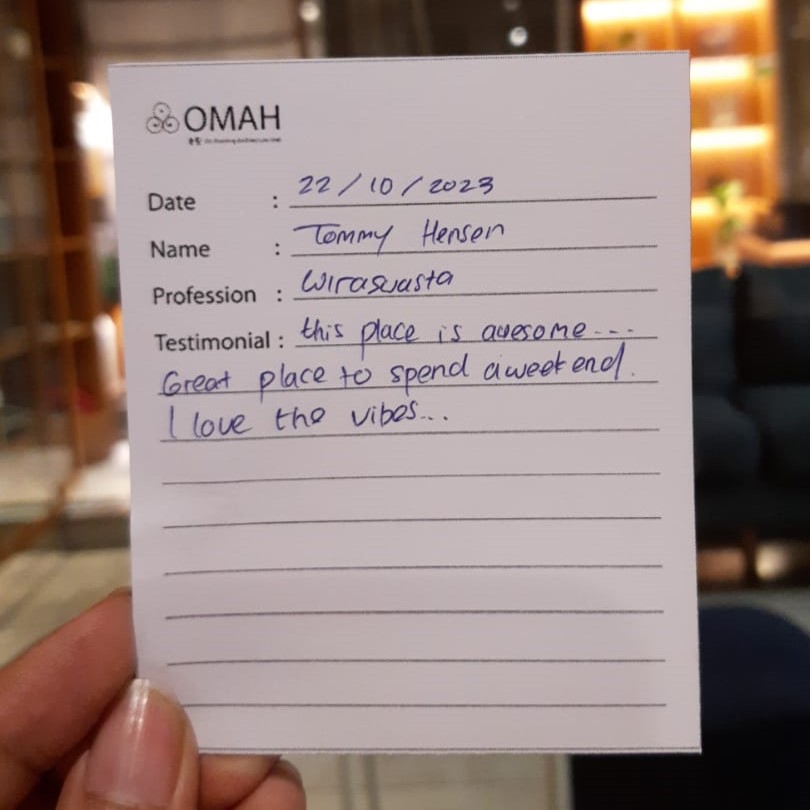 OMAH
Date : 22/10/2023
Name : Tommy Hensen
Profession : Wiraswasta
Testimonial : this place is awesome...
Great place to spend aweekend.
I love the vibes...